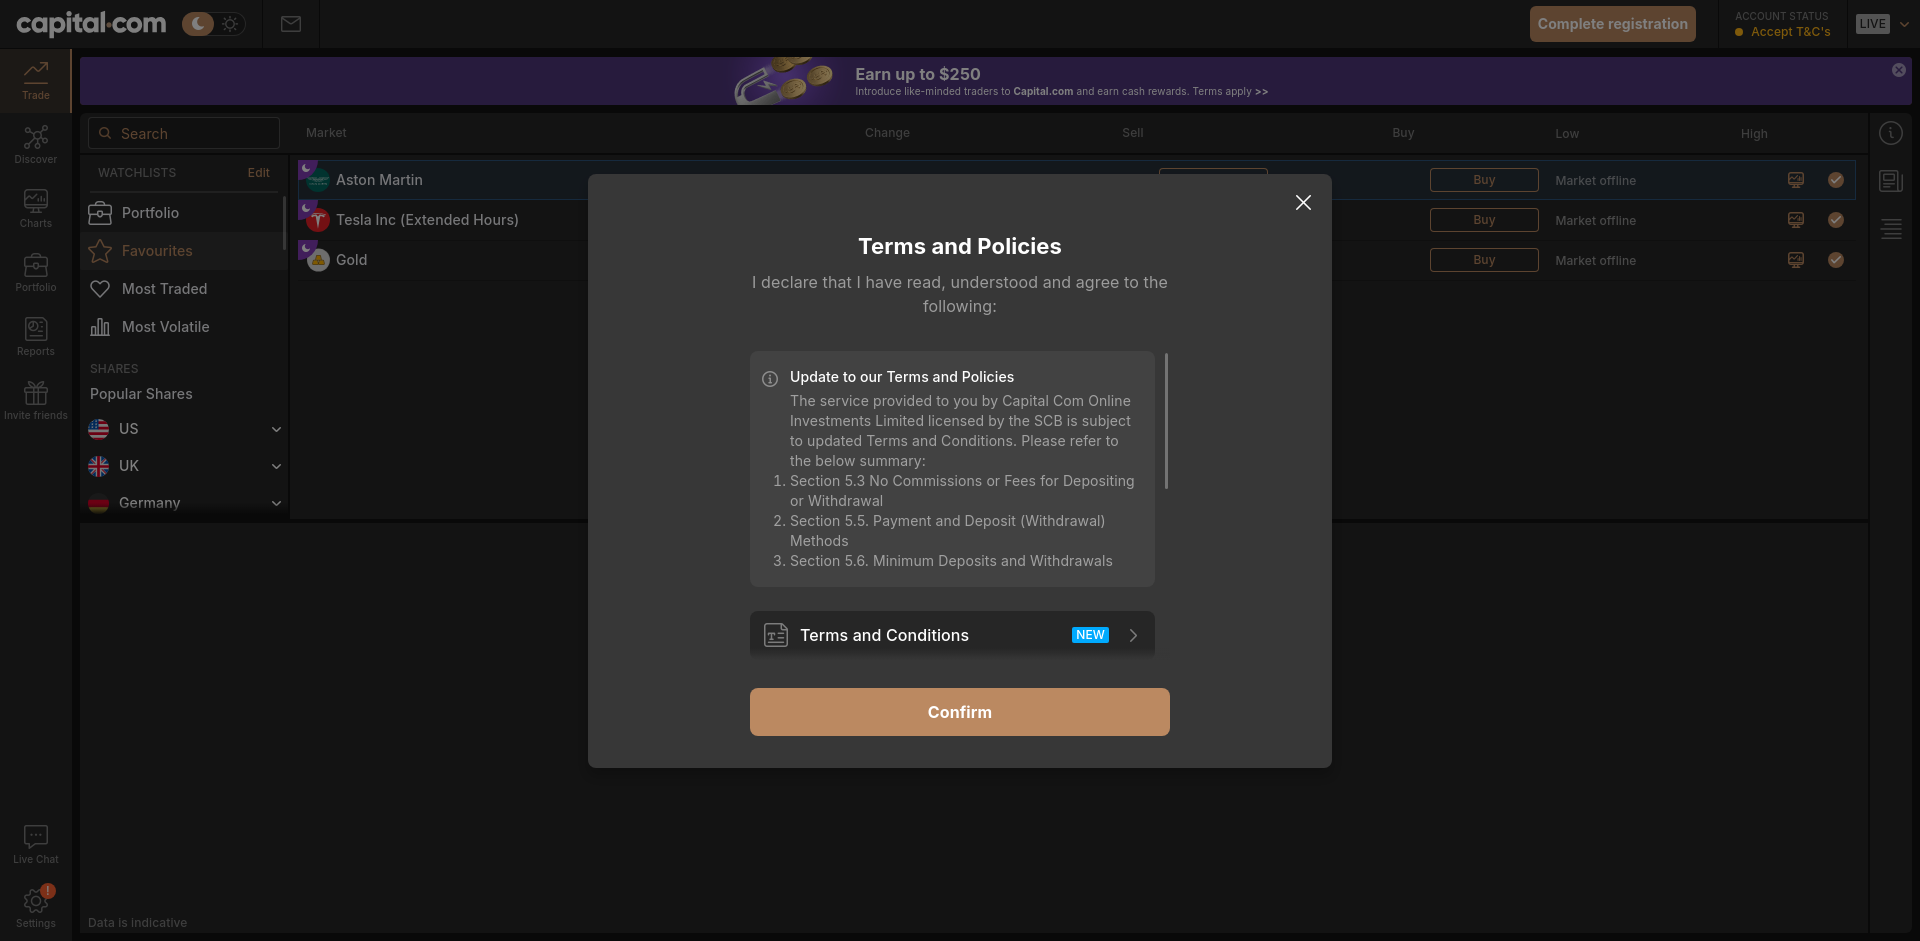 capital.com
Complete registration
ACCOUNT STATUS
Accept T&C's
LIVE
Trade
Discover
Charts
Portfolio
Reports
Invite friends
Live Chat
Settings
Earn up to $250
Introduce like-minded traders to Capital.com and earn cash rewards. Terms apply >>
Search
Market Change Sell Buy Low High
WATCHLISTS Edit
Portfolio
Favourites
Most Traded
Most Volatile
SHARES
Popular Shares
US
UK
Germany
Aston Martin Buy Market offline
Tesla Inc (Extended Hours) Buy Market offline
Gold Buy Market offline
Terms and Policies
I declare that I have read, understood and agree to the
following:
Update to our Terms and Policies
The service provided to you by Capital Com Online
Investments Limited licensed by the SCB is subject
to updated Terms and Conditions. Please refer to
the below summary:
1. Section 5.3 No Commissions or Fees for Depositing
or Withdrawal
2. Section 5.5. Payment and Deposit (Withdrawal)
Methods
3. Section 5.6. Minimum Deposits and Withdrawals
Terms and Conditions NEW
Confirm
Data is indicative